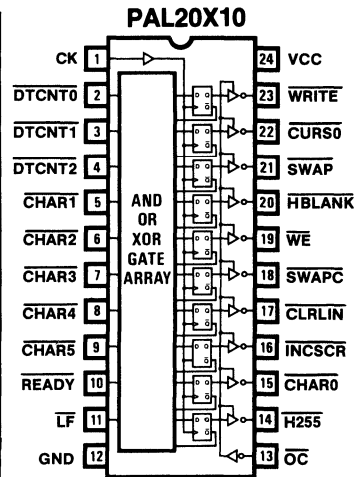 PAL20X10
CK 1 24 VCC
DTCNT0 2 23 WRITE
DTCNT1 3 22 CURS0
DTCNT2 4 21 SWAP
CHAR1 5 20 HBLANK
CHAR2 6 19 WE
CHAR3 7 18 SWAPC
CHAR4 8 17 CLRLIN
CHAR5 9 16 INCSCR
READY 10 15 CHAR0
LF 11 14 H255
GND 12 13 OC
AND
OR
XOR
GATE
ARRAY